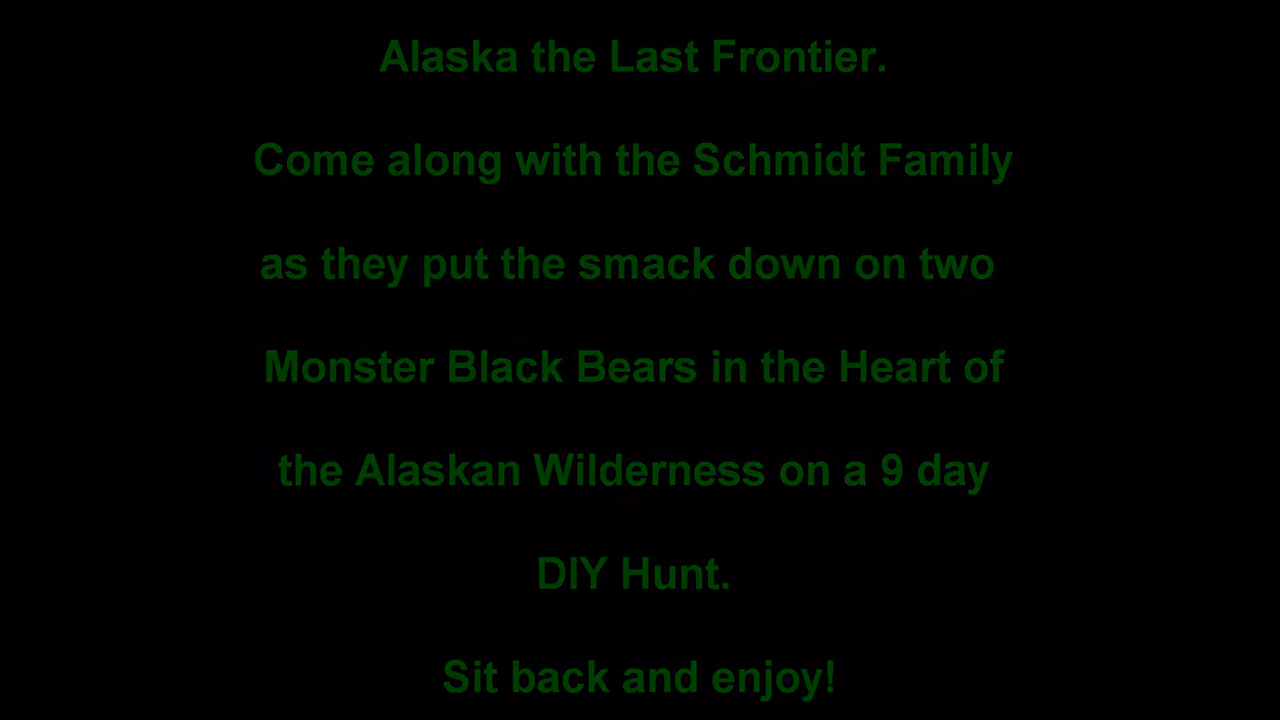 Alaska the Last Frontier.
Come along with the Schmidt Family
as they put the smack down on two
Monster Black Bears in the Heart of
the Alaskan Wilderness on a 9 day
DIY Hunt.
Sit back and enjoy!